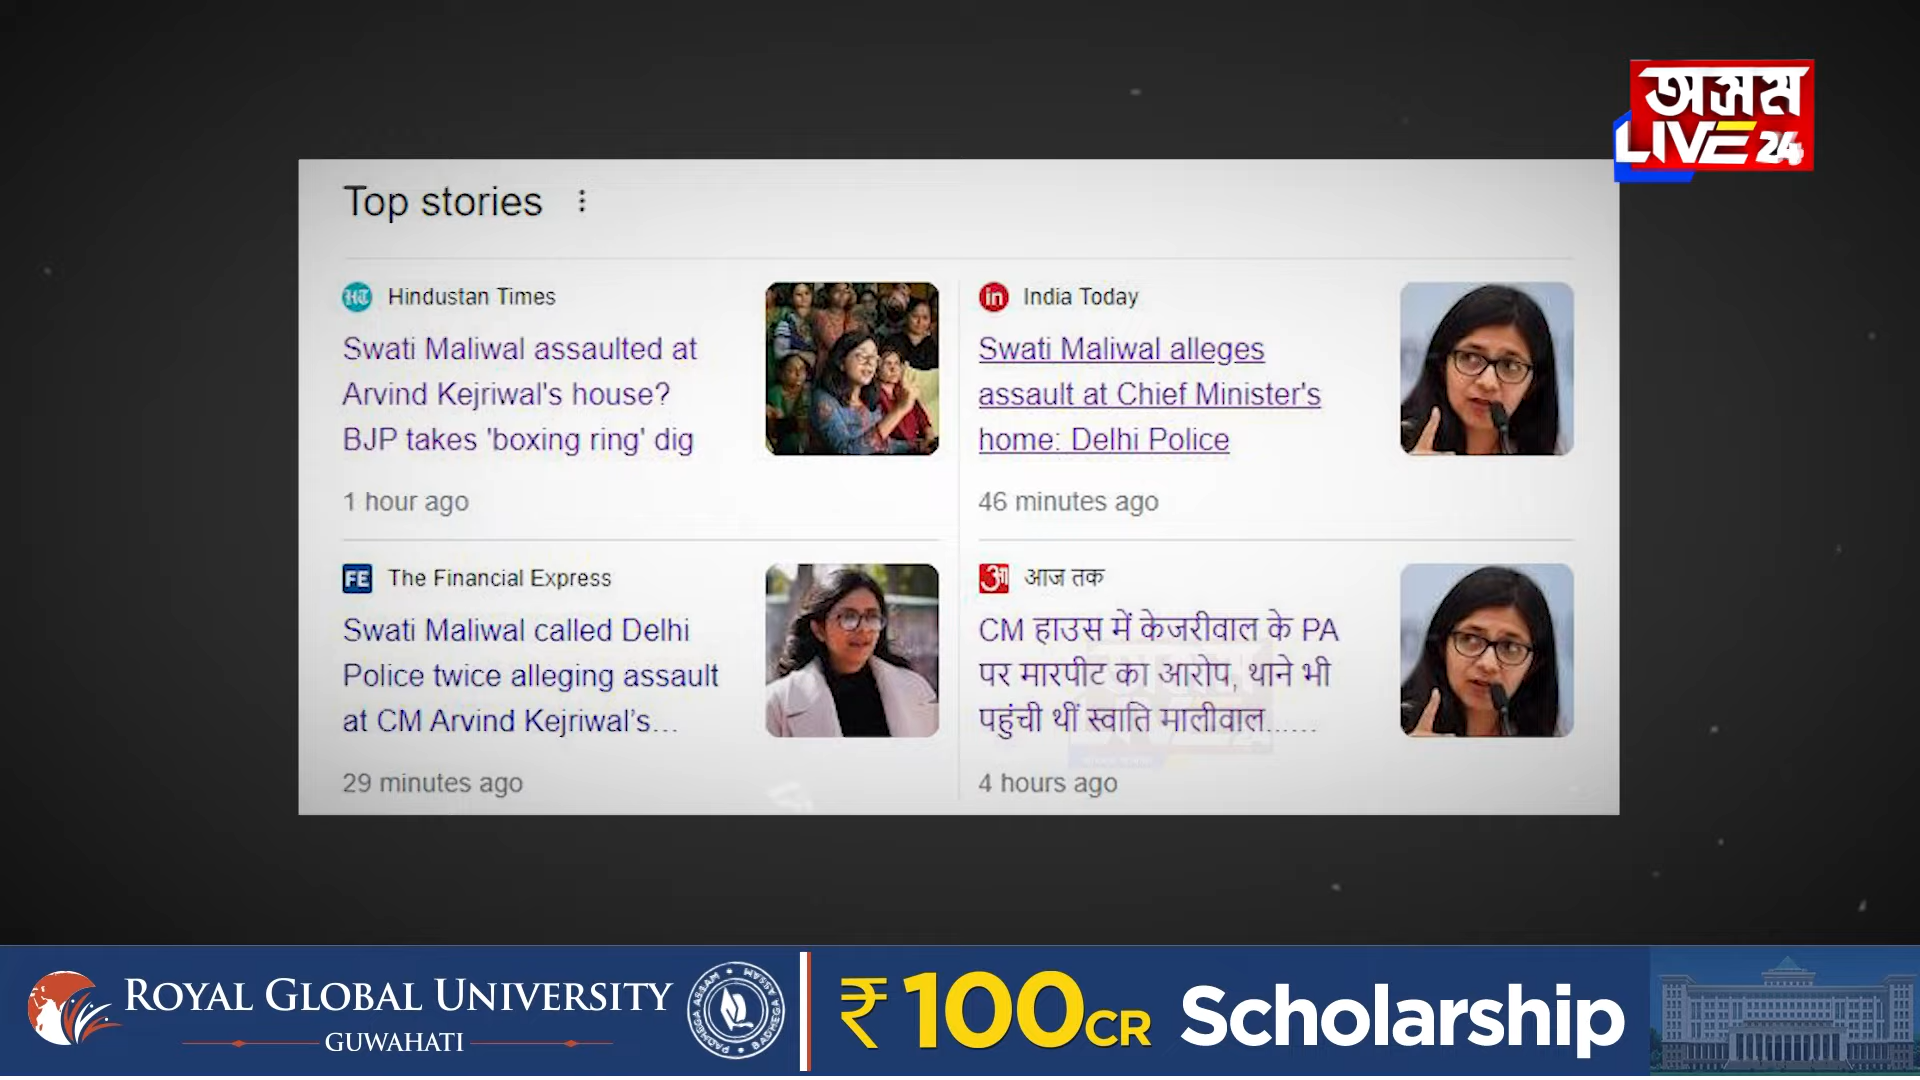 অসম
LIVE 24
Top stories
Hindustan Times
Swati Maliwal assaulted at
Arvind Kejriwal's house?
BJP takes 'boxing ring' dig
1 hour ago
in India Today
Swati Maliwal alleges
assault at Chief Minister's
home: Delhi Police
46 minutes ago
FE The Financial Express
Swati Maliwal called Delhi
Police twice alleging assault
at CM Arvind Kejriwal’s...
29 minutes ago
आज तक
CM हाउस में केजरीवाल के PA
पर मारपीट का आरोप, थाने भी
पहुंची थीं स्वाति मालीवाल......
4 hours ago
ROYAL GLOBAL UNIVERSITY
GUWAHATI
₹100CR Scholarship